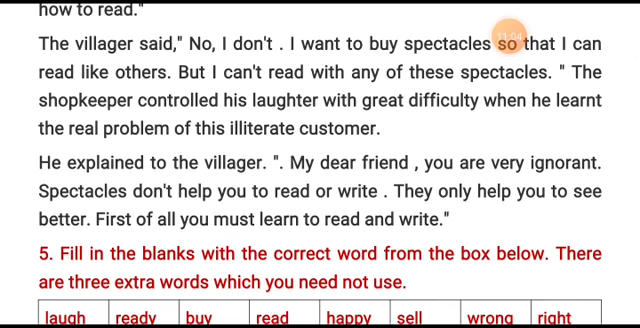 how to read."
11:04
The villager said," No, I don't . I want to buy spectacles so that I can
read like others. But I can't read with any of these spectacles. " The
shopkeeper controlled his laughter with great difficulty when he learnt
the real problem of this illiterate customer.
He explained to the villager. ". My dear friend , you are very ignorant.
Spectacles don't help you to read or write . They only help you to see
better. First of all you must learn to read and write."
5. Fill in the blanks with the correct word from the box below. There
are three extra words which you need not use.
laugh ready buy read happy sell wrong right